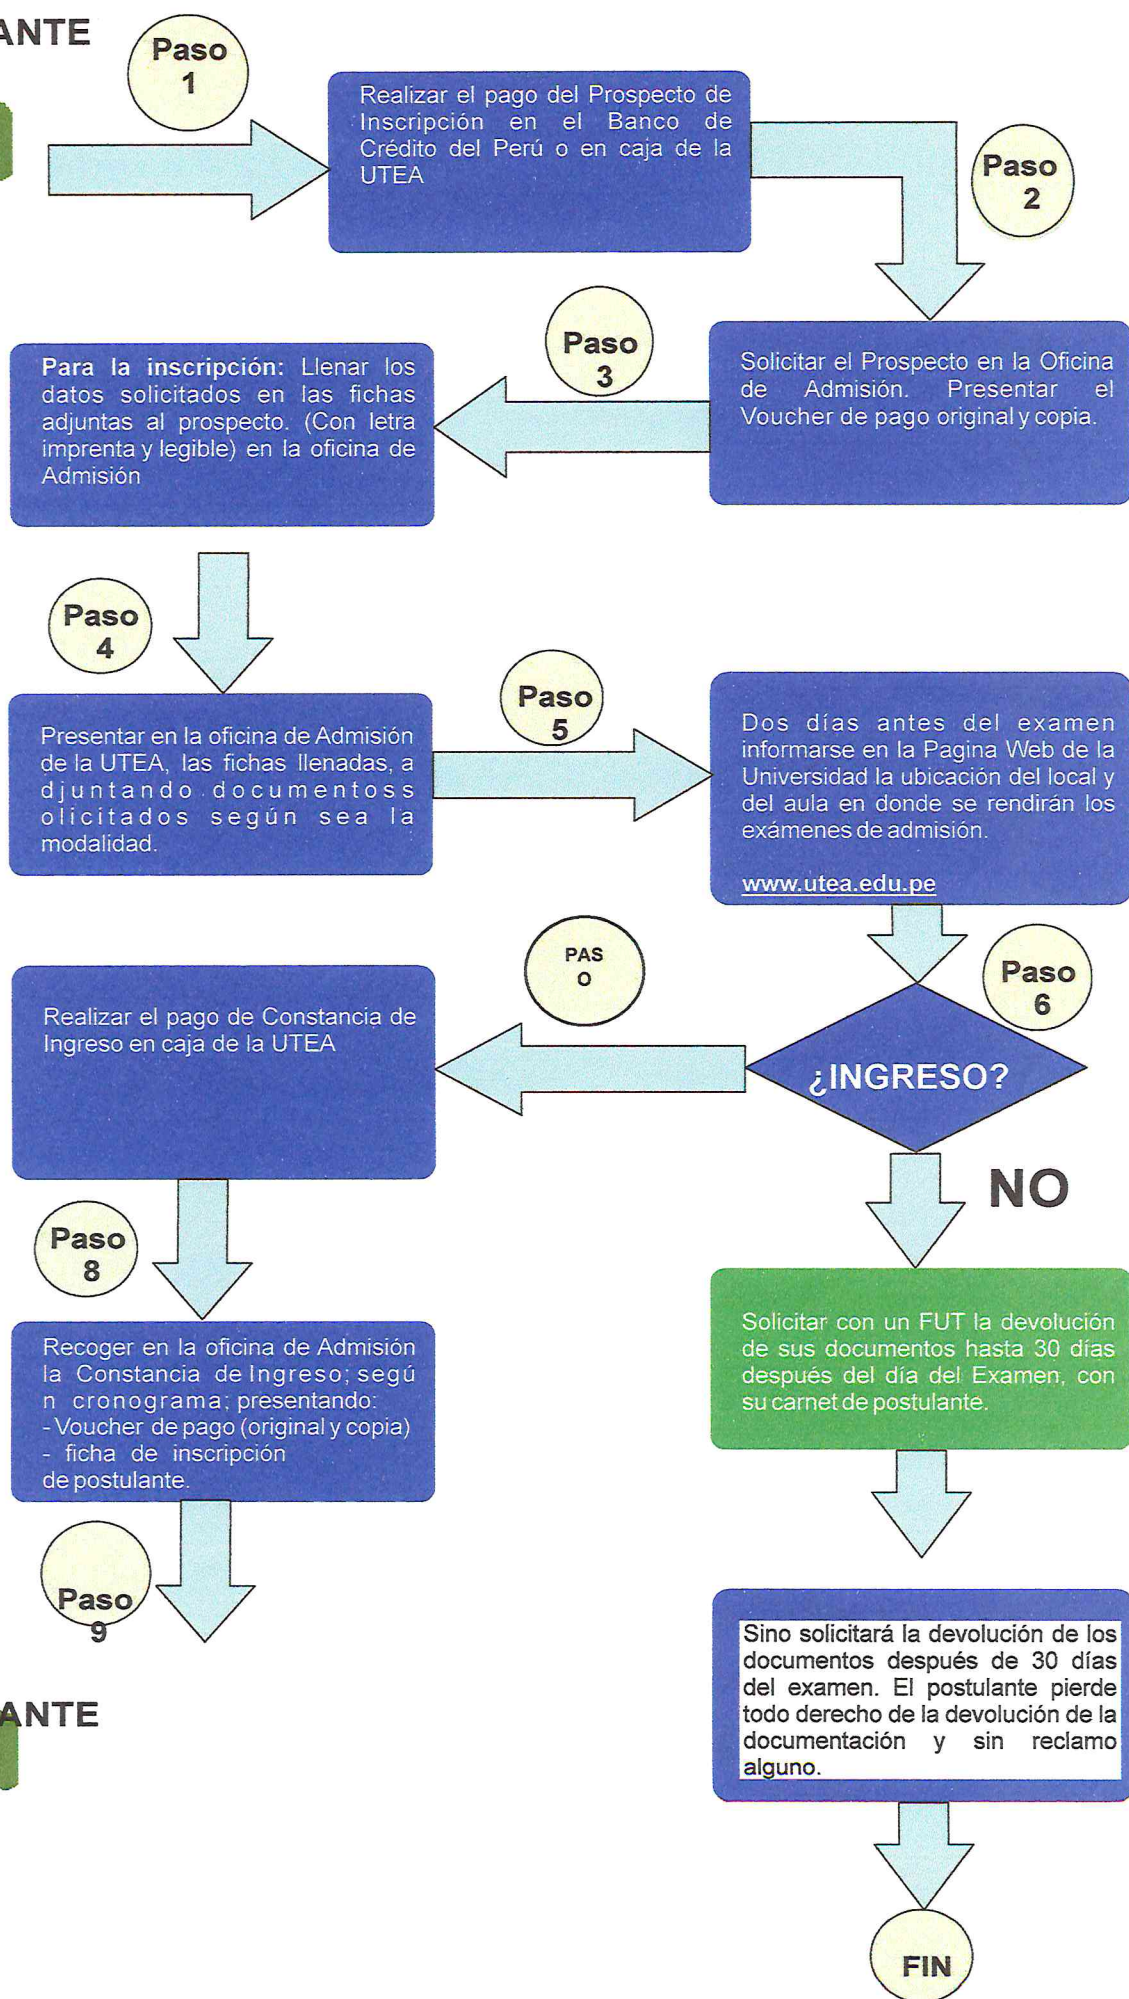 ANTE
Paso
1
Realizar el pago del Prospecto de
Inscripción en el Banco de
Crédito del Perú o en caja de la
UTEA
Paso
2
Solicitar el Prospecto en la Oficina
de Admisión. Presentar el
Voucher de pago original y copia.
Paso
3
Para la inscripción: Llenar los
datos solicitados en las fichas
adjuntas al prospecto. (Con letra
imprenta y legible) en la oficina de
Admisión
Paso
4
Presentar en la oficina de Admisión
de la UTEA, las fichas llenadas, a
djuntando documentoss
olicitados según sea la
modalidad.
Paso
5
Dos días antes del examen
informarse en la Pagina Web de la
Universidad la ubicación del local y
del aula en donde se rendirán los
exámenes de admisión.
www.utea.edu.pe
Paso
6
¿INGRESO?
PAS
O
Realizar el pago de Constancia de
Ingreso en caja de la UTEA
NO
Paso
8
Recoger en la oficina de Admisión
la Constancia de Ingreso; segú
n cronograma; presentando:
- Voucher de pago (original y copia)
- ficha de inscripción
de postulante.
Solicitar con un FUT la devolución
de sus documentos hasta 30 días
después del día del Examen, con
su carnet de postulante.
Paso
9
Sino solicitará la devolución de los
documentos después de 30 días
del examen. El postulante pierde
todo derecho de la devolución de la
documentación y sin reclamo
alguno.
ANTE
FIN